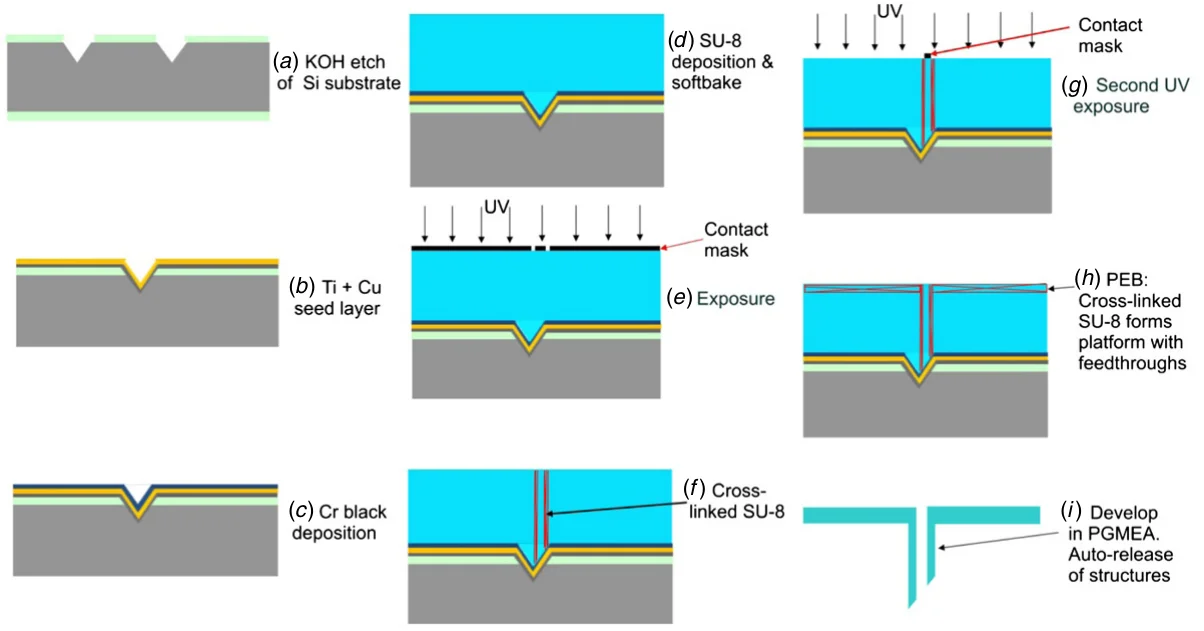 (a) KOH etch
of Si substrate
(b) Ti + Cu
seed layer
(c) Cr black
deposition
(d) SU-8
deposition &
softbake
UV
Contact
mask
(e) Exposure
(f) Cross-
linked SU-8
UV
Contact
mask
(g) Second UV
exposure
(h) PEB:
Cross-linked
SU-8 forms
platform with
feedthroughs
(i) Develop
in PGMEA.
Auto-release
of structures